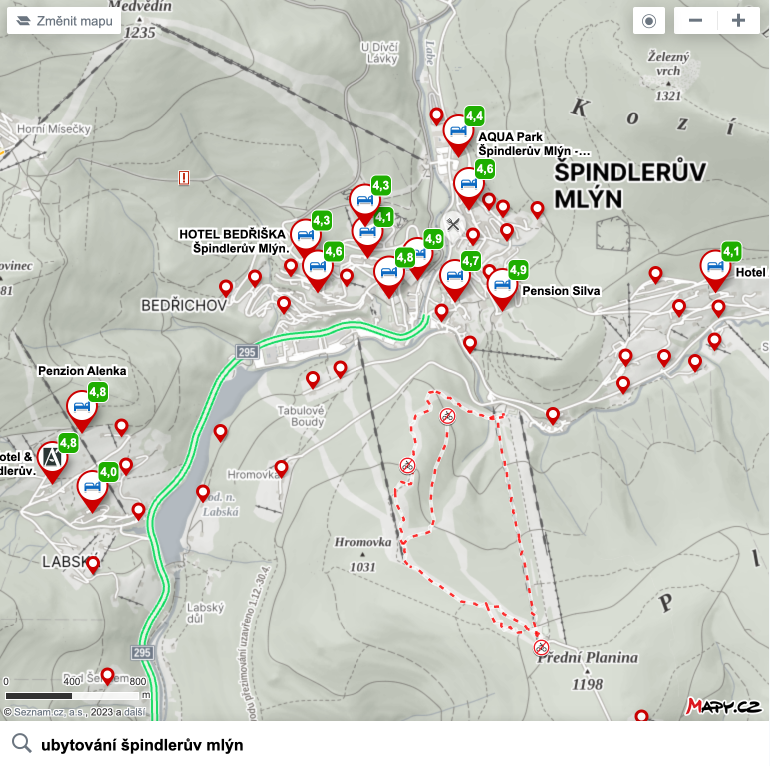 Změnit mapu
Medvědín
1235
U Dívčí
Lávky
Labe
Železný
vrch
1321
Horní Mísečky
K o z í
4,4
AQUA Park
Špindlerův Mlýn -...
ŠPINDLERŮV
MLÝN
4,6
4,3
4,1
4,3
HOTEL BEDŘIŠKA
Špindlerův Mlýn.
4,6
4,9
4,8
4,7
4,9
Pension Silva
4,1
Hotel
BEDŘICHOV
295
Penzion Alenka
4,8
Tabulové
Boudy
4,8
otel &
dlerův.
4,0
Hromovka
vod. n.
Labská
LABSK
Hromovka
1031
Labský
důl
P l
295
Přední Planina
1198
0 400 800
m
© Seznam.cz, a.s., 2023 a další
MAPY.CZ
ubytování špindlerův mlýn